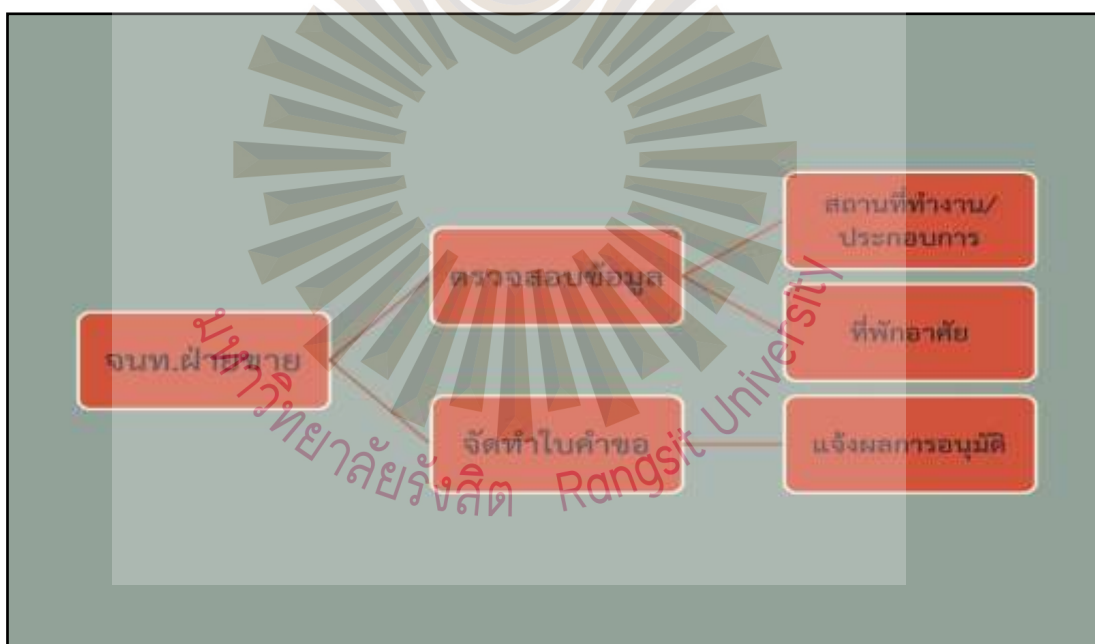 จนท.ฝ่ายขาย
ตรวจสอบข้อมูล
สถานที่ทำงาน/
ประกอบการ
ที่พักอาศัย
จัดทำใบคำขอ
แจ้งผลการอนุมัติ
มหาวิทยาลัยรังสิต Rangsit University